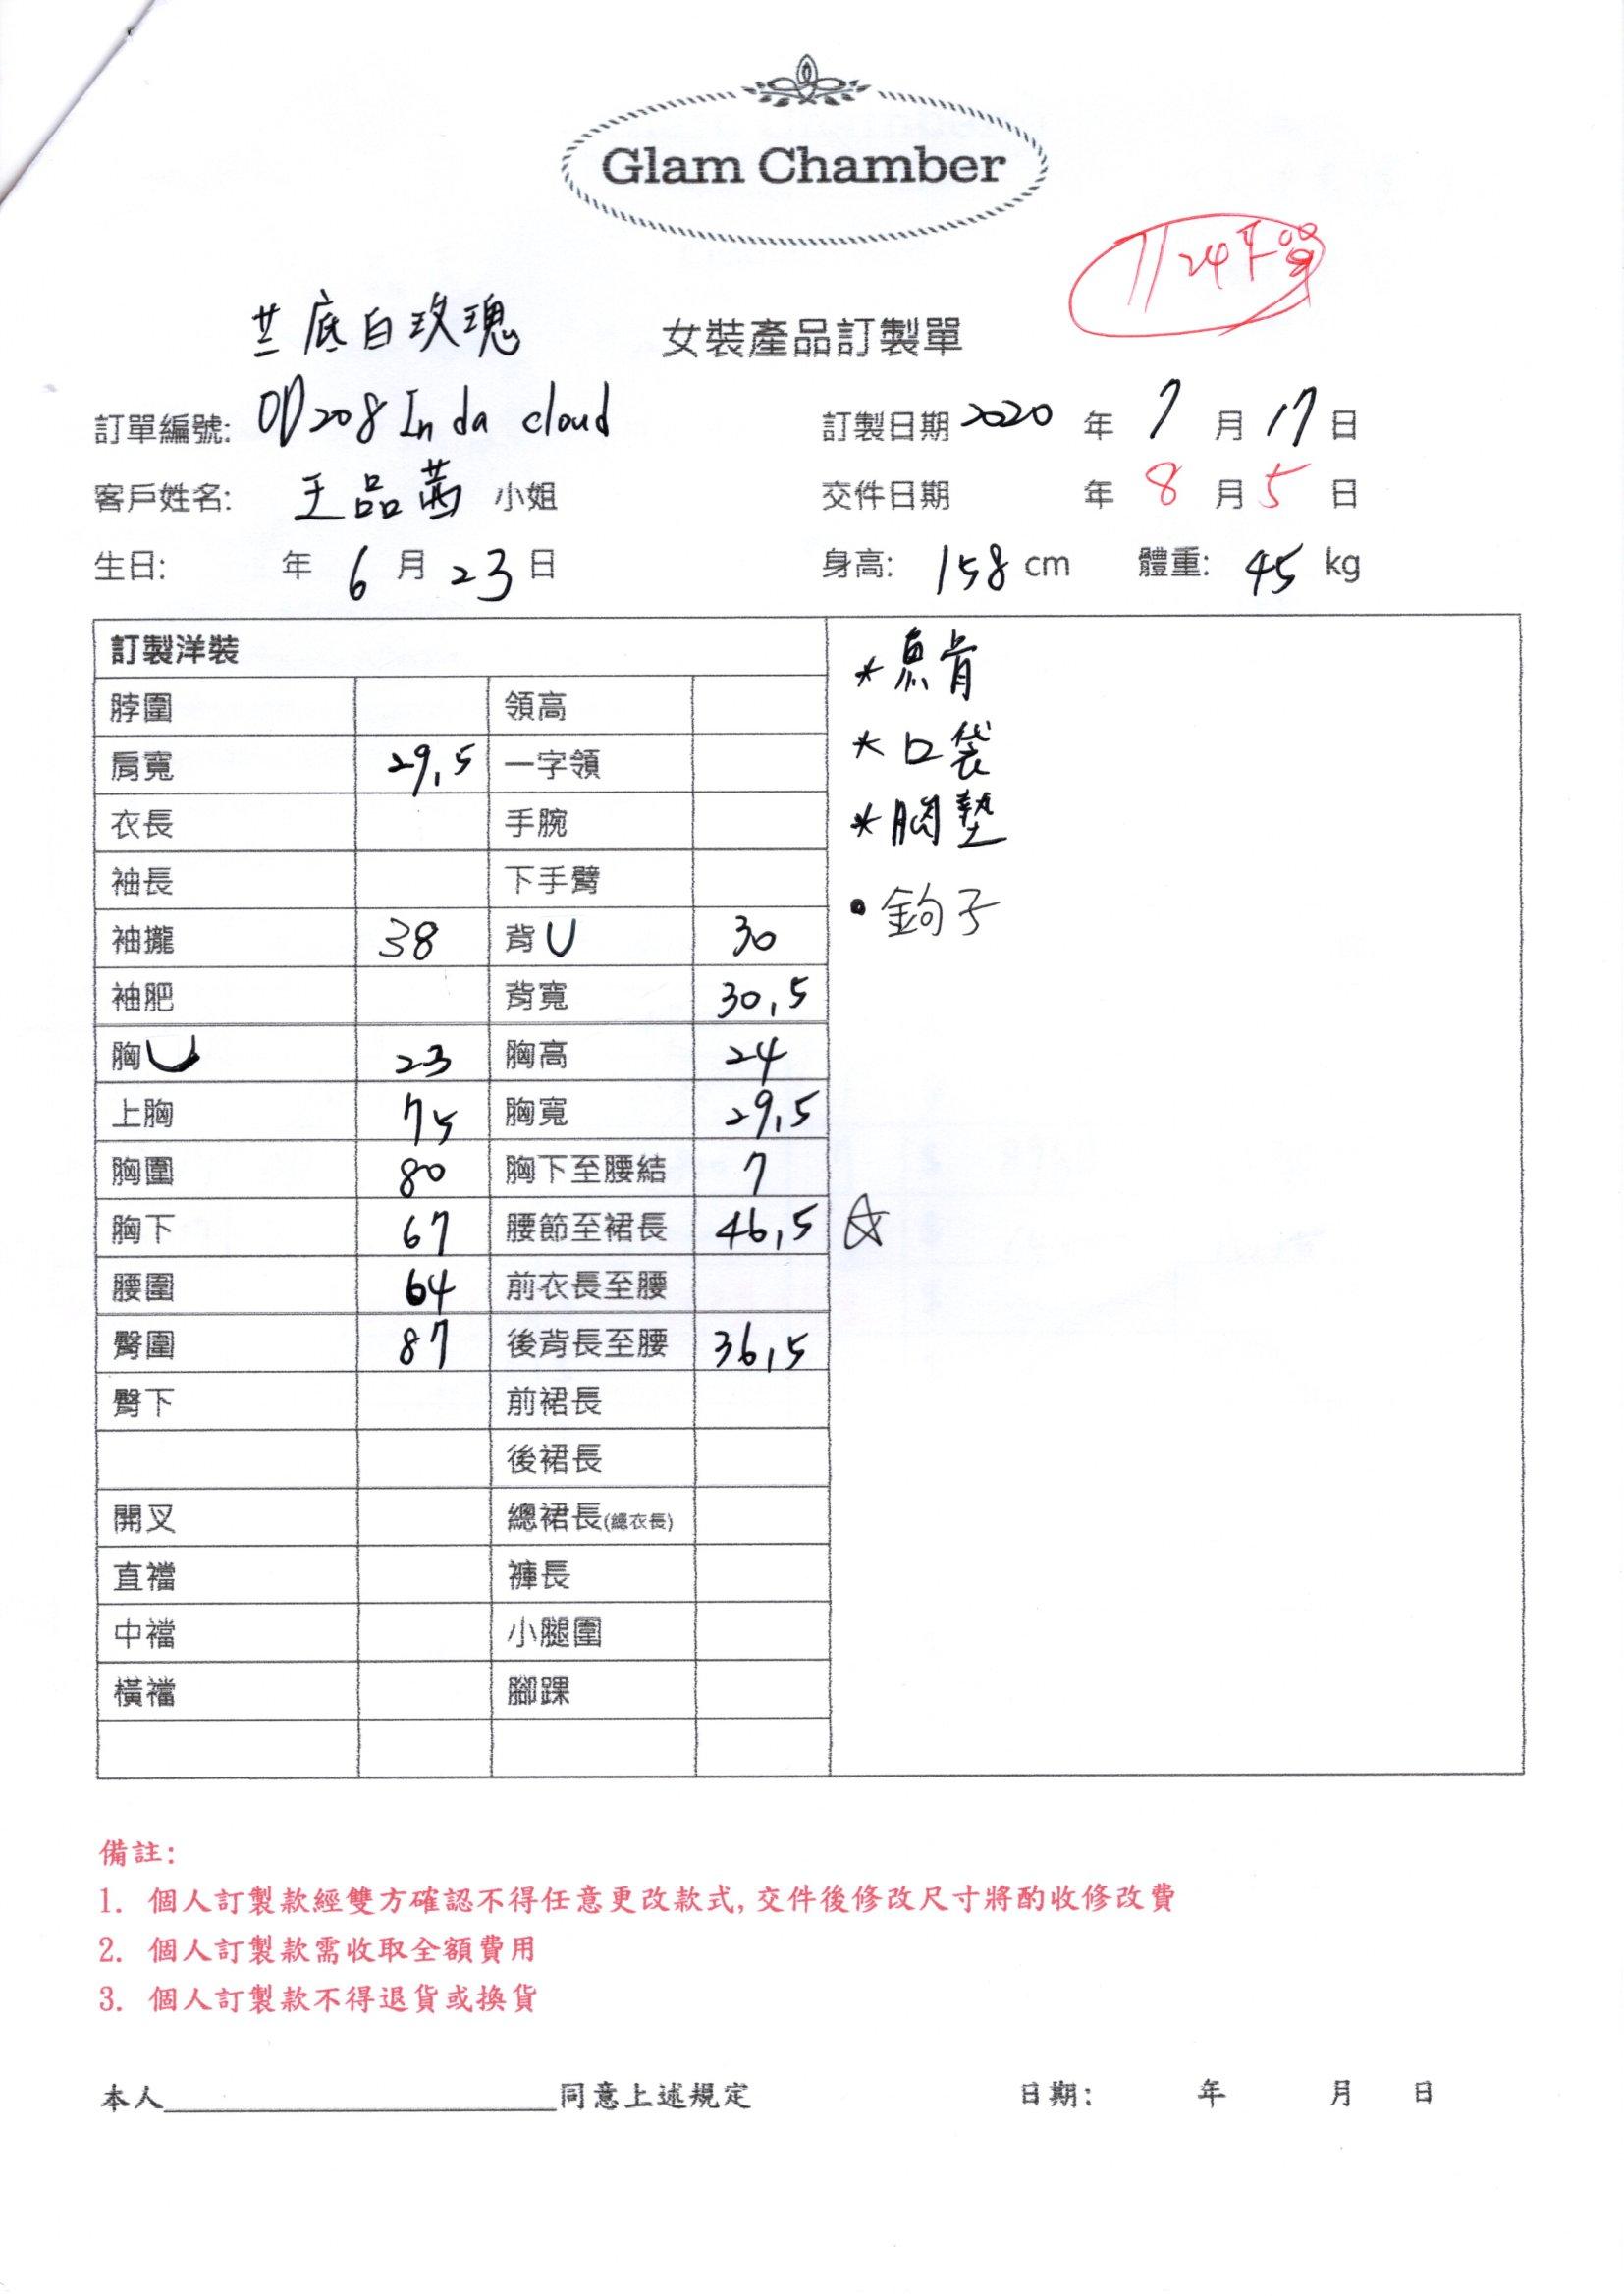 Glam Chamber
7/24下
芸底白玫瑰
女裝產品訂製單
訂單編號: OD208 In da cloud 訂製日期 2020 年 7 月 17 日
客戶姓名: 王品茜 小姐 交件日期 年 8 月 5 日
生日: 年 6 月 23 日 身高: 158 cm 體重: 45 kg
訂製洋裝
脖圍 領高
肩寬 29,5 一字領
衣長 手腕
袖長 下手臂
袖攏 38 背U 30
袖肥 背寬 30,5
胸U 23 胸高 24
上胸 75 胸寬 29,5
胸圍 80 胸下至腰結 7
胸下 67 腰節至裙長 46,5 ☆
腰圍 64 前衣長至腰
臀圍 87 後背長至腰 36,5
臀下 前裙長
後裙長
開叉 總裙長(總衣長)
直襠 褲長
中襠 小腿圍
橫襠 腳踝
*魚骨
*口袋
*胸墊
•鉤子
備註:
1. 個人訂製款經雙方確認不得任意更改款式, 交件後修改尺寸將酌收修改費
2. 個人訂製款需收取全額費用
3. 個人訂製款不得退貨或換貨
本人 同意上述規定 日期: 年 月 日